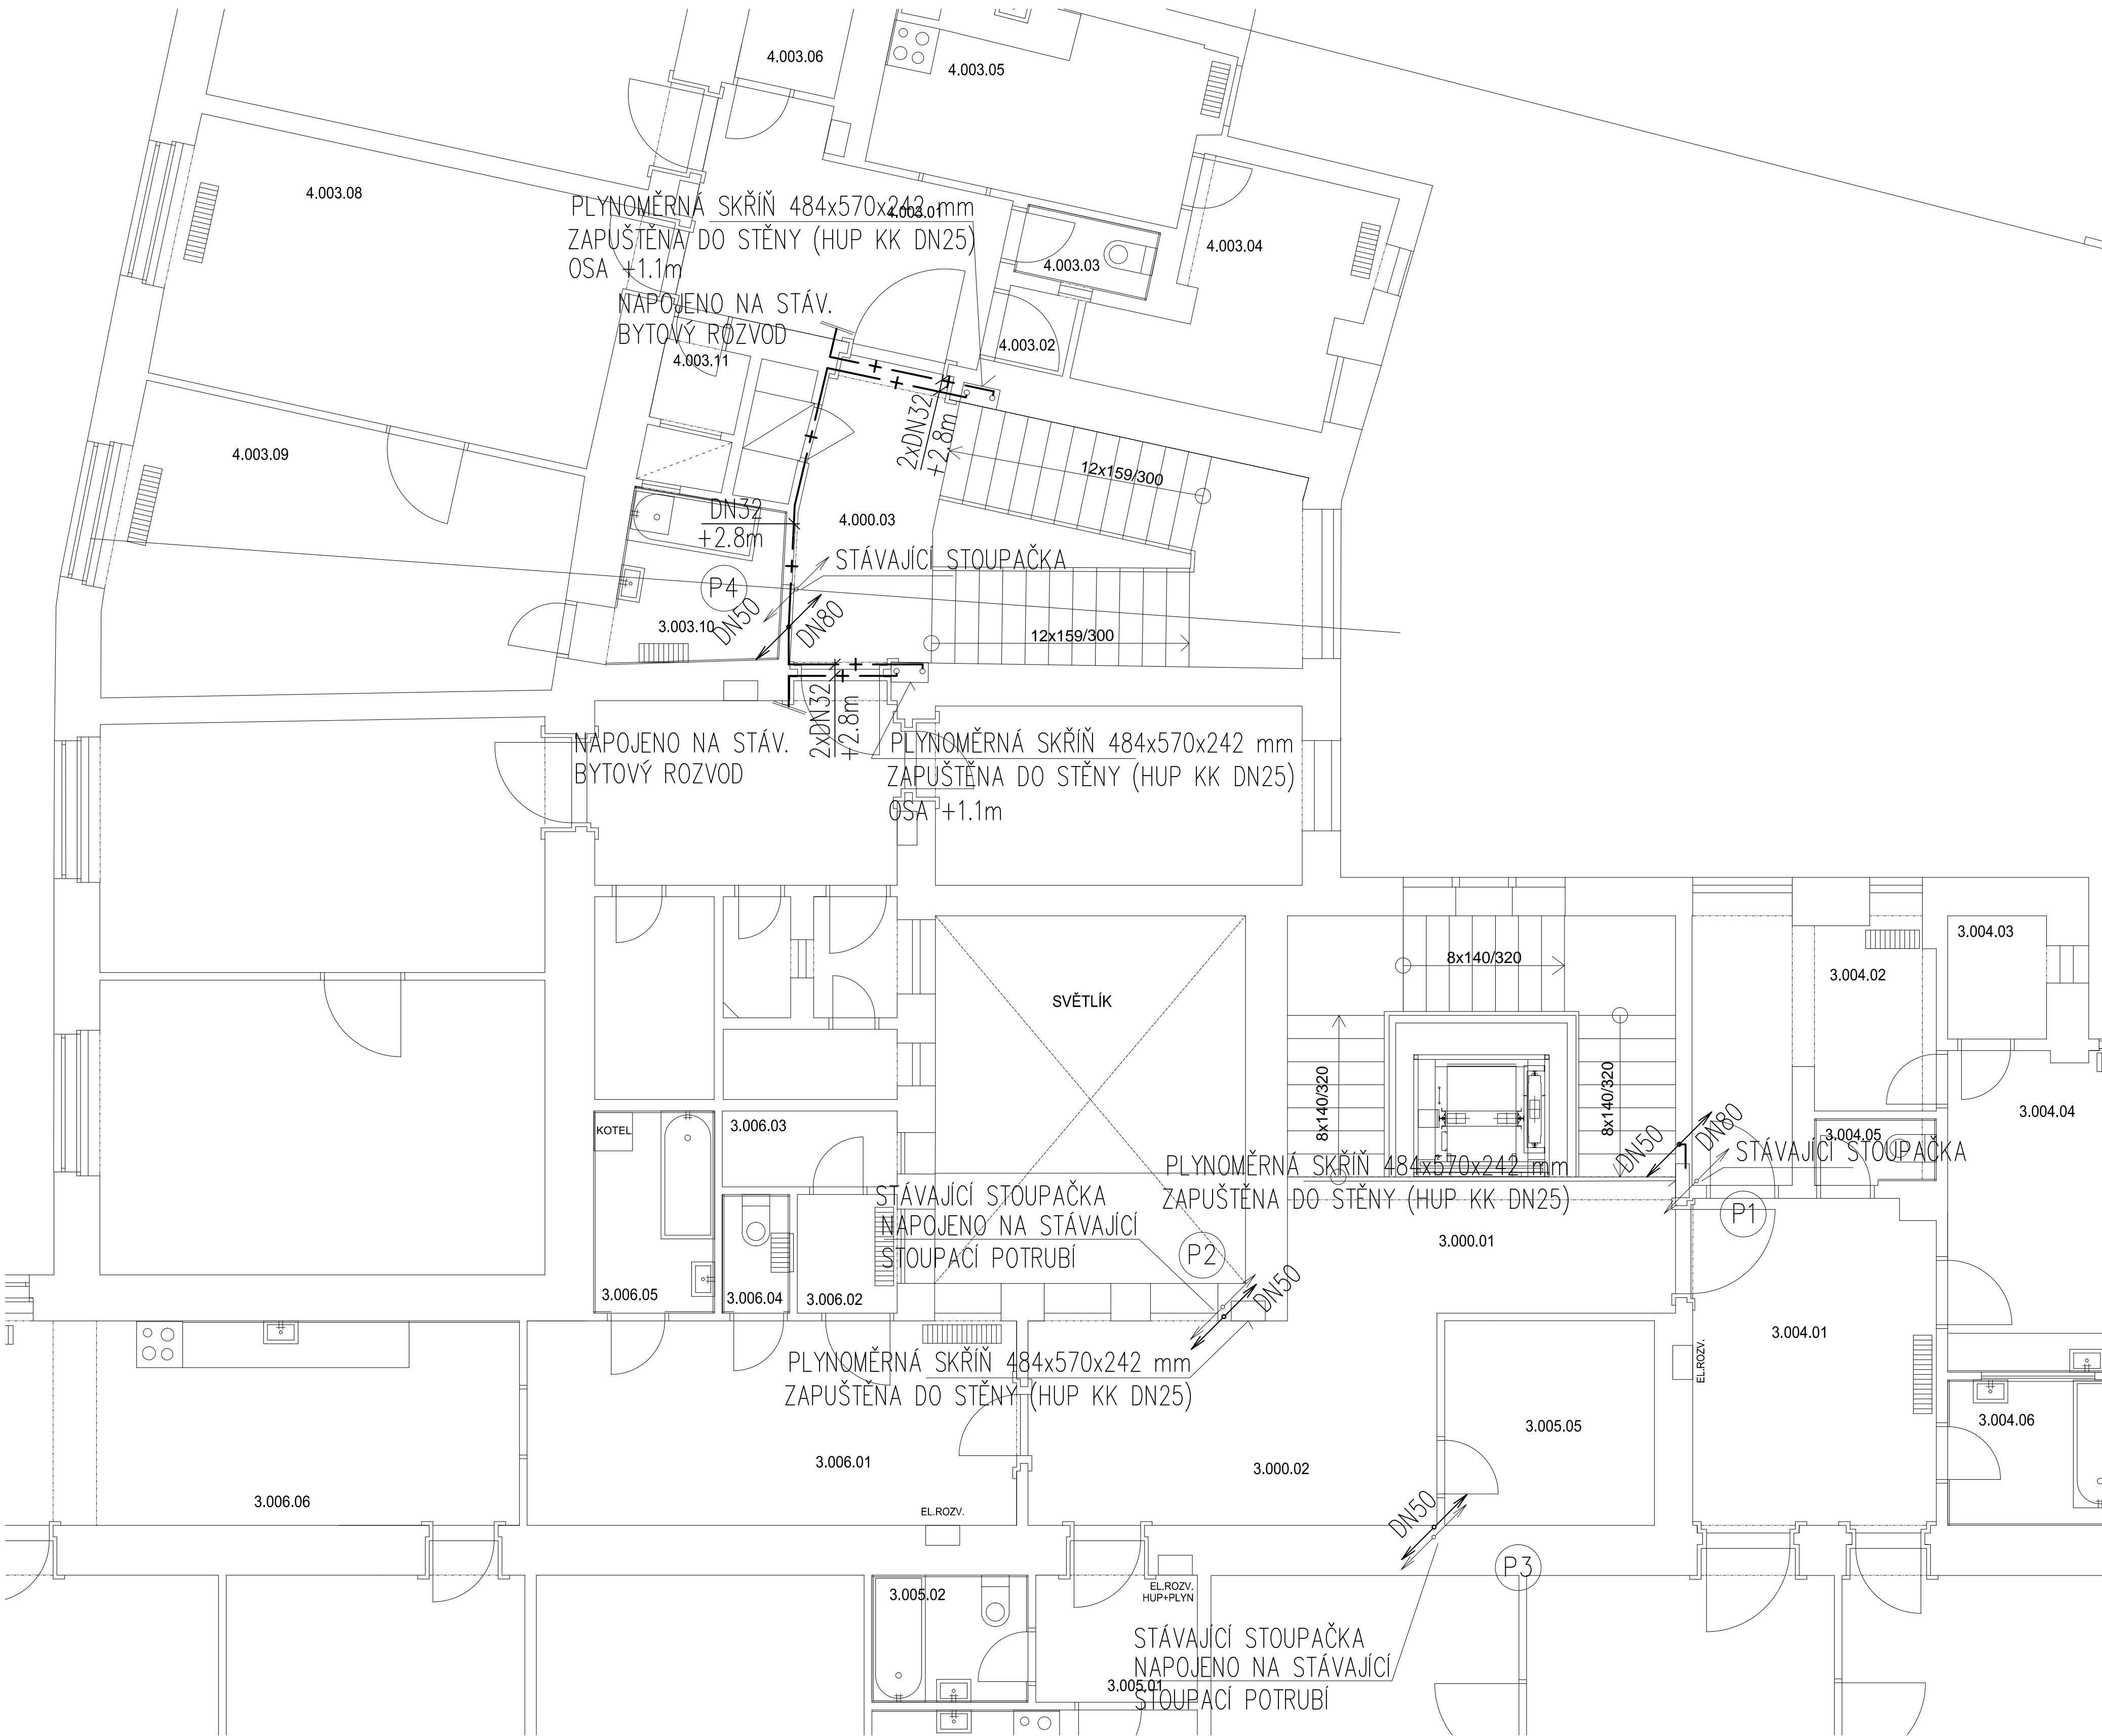 4.003.06
4.003.05
4.003.08
PLYNOMĚRNÁ SKŘÍŇ 484x570x242 mm
4.003.01
ZAPUŠTĚNA DO STĚNY (HUP KK DN25)
OSA +1.1m
4.003.04
4.003.03
NAPOJENO NA STÁV.
BYTOVÝ ROZVOD
4.003.02
4.003.11
2xDN32
+2.8m
4.003.09
12x159/300
DN32
+2.8m
4.000.03
STÁVAJÍCÍ STOUPAČKA
P4
DN50
DN80
3.003.10
12x159/300
2xDN32
+2.8m
NAPOJENO NA STÁV.
BYTOVÝ ROZVOD
PLYNOMĚRNÁ SKŘÍŇ 484x570x242 mm
ZAPUŠTĚNA DO STĚNY (HUP KK DN25)
OSA +1.1m
3.004.03
8x140/320
3.004.02
SVĚTLÍK
8x140/320
8x140/320
3.004.04
KOTEL
3.006.03
DN50
DN80
3.004.05
STÁVAJÍCÍ STOUPAČKA
PLYNOMĚRNÁ SKŘÍŇ 484x570x242 mm
ZAPUŠTĚNA DO STĚNY (HUP KK DN25)
STÁVAJÍCÍ STOUPAČKA
NAPOJENO NA STÁVAJÍCÍ
STOUPACÍ POTRUBÍ
P1
P2
3.000.01
DN50
3.006.05
3.006.04
3.006.02
3.004.01
EL.ROZV.
PLYNOMĚRNÁ SKŘÍŇ 484x570x242 mm
ZAPUŠTĚNA DO STĚNY (HUP KK DN25)
3.004.06
3.005.05
3.006.01
3.000.02
3.006.06
EL.ROZV.
DN50
P3
3.005.02
EL.ROZV.
HUP+PLYN
STÁVAJÍCÍ STOUPAČKA
NAPOJENO NA STÁVAJÍCÍ
STOUPACÍ POTRUBÍ
3.005.01